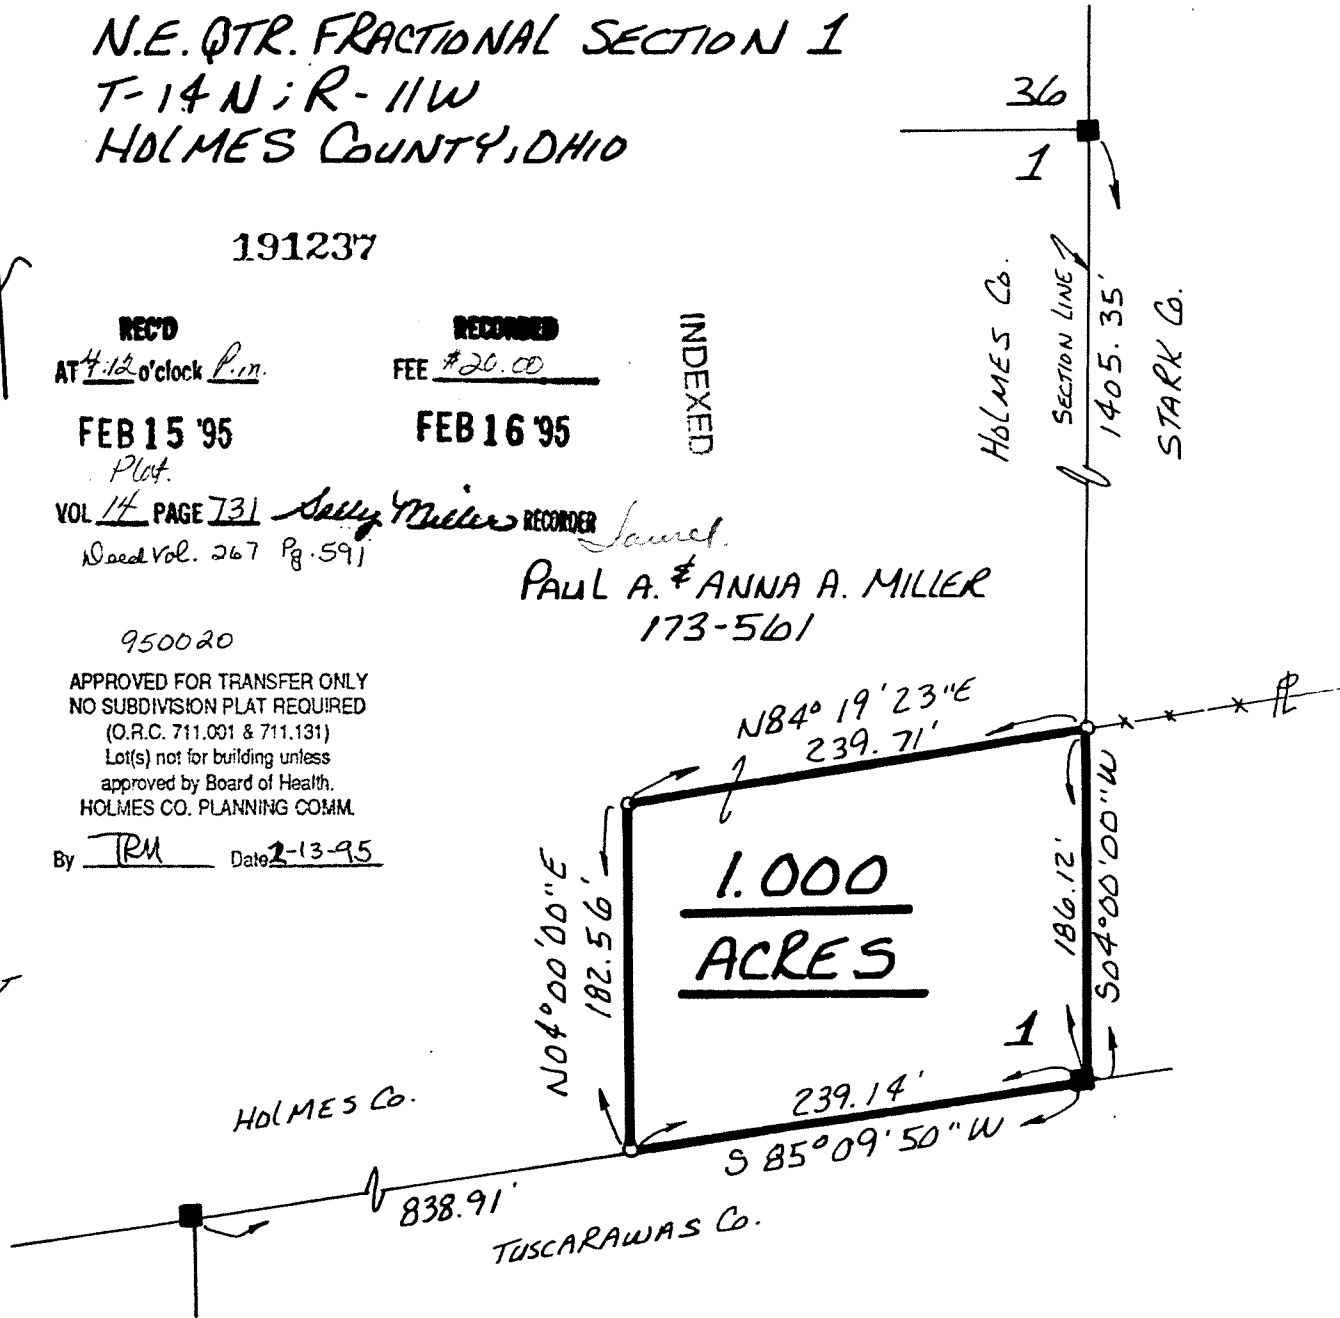 N.E. QTR. FRACTIONAL SECTION 1
T-14N; R-11W
HOLMES COUNTY, OHIO
191237
REC'D
AT 4:12 o'clock P.m.
FEB 15 '95
RECORDED
FEE $20.00
FEB 16 '95
INDEXED
Plat.
VOL 14 PAGE 731 Sally Miller RECORDER
Deed Vol. 267 Pg. 591
PAUL A. & ANNA A. MILLER
173-561
950020
APPROVED FOR TRANSFER ONLY
NO SUBDIVISION PLAT REQUIRED
(O.R.C. 711.001 & 711.131)
Lot(s) not for building unless
approved by Board of Health.
HOLMES CO. PLANNING COMM.
By TRM Date 2-13-95
36
1
HOLMES Co.
SECTION LINE
1405.35'
STARK Co.
N84° 19' 23"E
239.71'
PL
N04°00'00"E
182.56'
1.000
ACRES
186.12'
S04°00'00"W
1
239.14'
S 85°09'50"W
HOLMES Co.
838.91'
TUSCARAWAS Co.